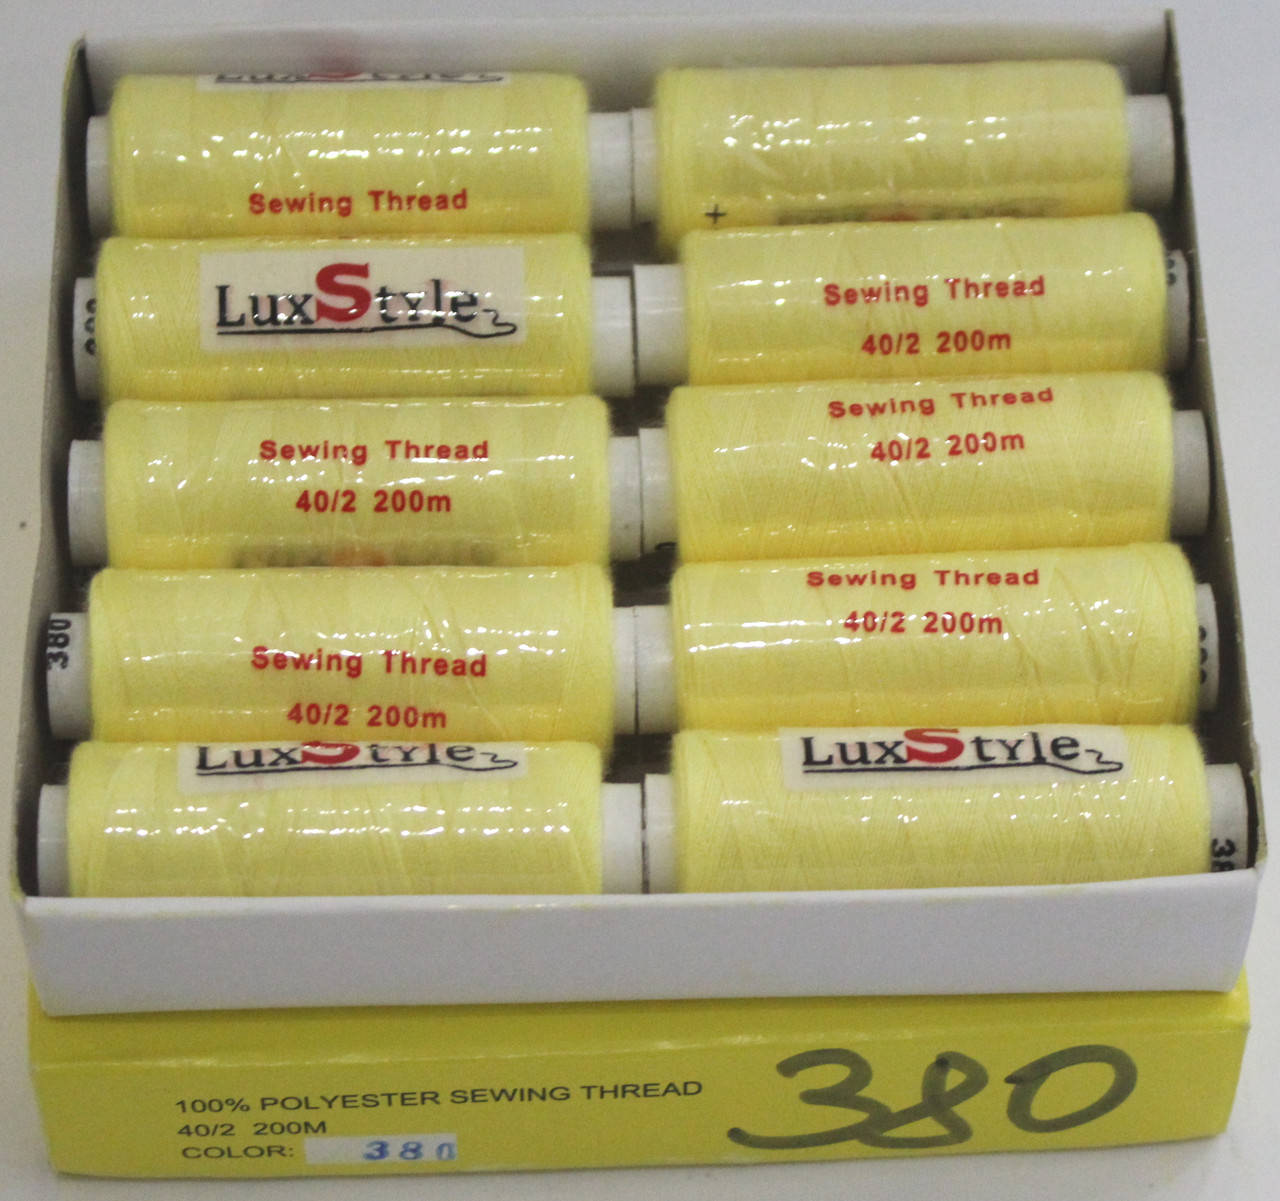 LuxStyle
Sewing Thread
+
LuxStyle
Sewing Thread
40/2 200m
Sewing Thread
40/2 200m
Sewing Thread
40/2 200m
380
Sewing Thread
40/2 200m
Sewing Thread
40/2 200m
LuxStyle
LuxStyle
38
100% POLYESTER SEWING THREAD
40/2 200M
COLOR: 380
380